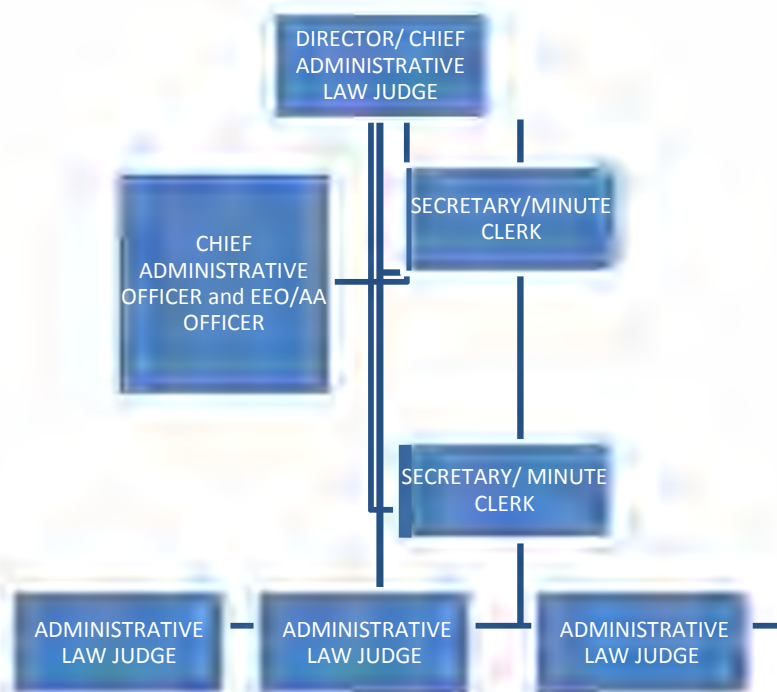 DIRECTOR/ CHIEF
ADMINISTRATIVE
LAW JUDGE
SECRETARY/MINUTE
CLERK
CHIEF
ADMINISTRATIVE
OFFICER and EEO/AA
OFFICER
SECRETARY/ MINUTE
CLERK
ADMINISTRATIVE
LAW JUDGE
ADMINISTRATIVE
LAW JUDGE
ADMINISTRATIVE
LAW JUDGE